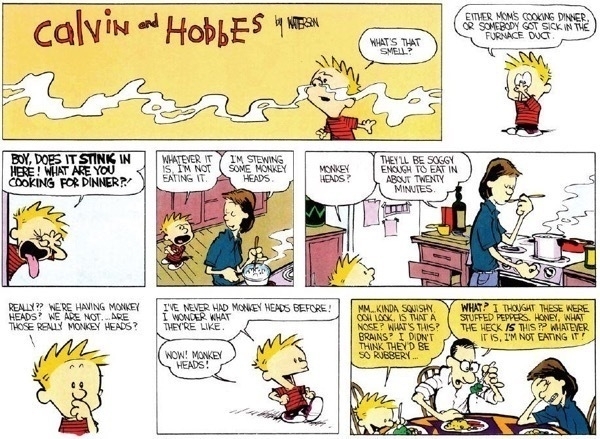 Calvin and Hobbes
by WATTERSON
WHAT'S THAT
SMELL?
EITHER MOM'S COOKING DINNER,
OR SOMEBODY GOT SICK IN THE
FURNACE DUCT.
BOY, DOES IT STINK IN
HERE! WHAT ARE YOU
COOKING FOR DINNER?!
WHATEVER IT
IS, I'M NOT
EATING IT.
I'M STEWING
SOME MONKEY
HEADS.
MONKEY
HEADS?
THEY'LL BE SOGGY
ENOUGH TO EAT IN
ABOUT TWENTY
MINUTES.
REALLY?? WE'RE HAVING MONKEY
HEADS? WE ARE NOT... ARE
THOSE REALLY MONKEY HEADS?
I'VE NEVER HAD MONKEY HEADS BEFORE!
I WONDER WHAT
THEY'RE LIKE.
WOW! MONKEY
HEADS!
MM...KINDA SQUISHY.
OOH LOOK, IS THAT A
NOSE? WHAT'S THIS?
BRAINS? I DIDN'T
THINK THEY'D BE
SO RUBBERY...
WHAT? I THOUGHT THESE WERE
STUFFED PEPPERS. HONEY, WHAT
THE HECK IS THIS?? WHATEVER
IT IS, I'M NOT EATING IT!